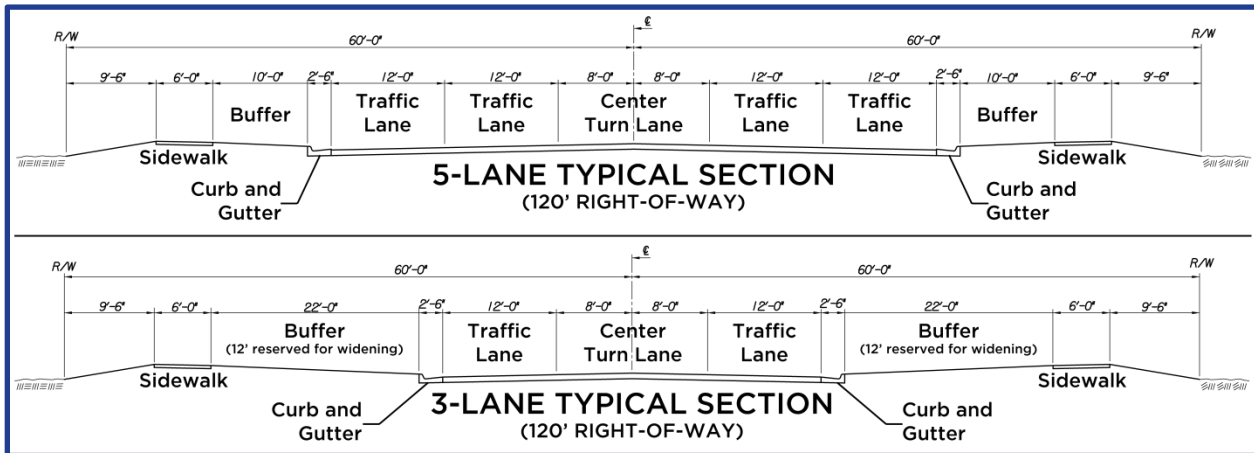 ℄
R/W
R/W
60'-0"
60'-0"
9'-6" 6'-0" 10'-0" 2'-6" 12'-0" 12'-0" 8'-0" 8'-0" 12'-0" 12'-0" 2'-6" 10'-0" 6'-0" 9'-6"
Buffer
Traffic
Lane
Traffic
Lane
Center
Turn Lane
Traffic
Lane
Traffic
Lane
Buffer
Sidewalk
Sidewalk
Curb and
Gutter
5-LANE TYPICAL SECTION
(120' RIGHT-OF-WAY)
Curb and
Gutter
℄
R/W
R/W
60'-0"
60'-0"
9'-6" 6'-0" 22'-0" 2'-6" 12'-0" 8'-0" 8'-0" 12'-0" 2'-6" 22'-0" 6'-0" 9'-6"
Buffer
(12' reserved for widening)
Traffic
Lane
Center
Turn Lane
Traffic
Lane
Buffer
(12' reserved for widening)
Sidewalk
Sidewalk
Curb and
Gutter
3-LANE TYPICAL SECTION
(120' RIGHT-OF-WAY)
Curb and
Gutter